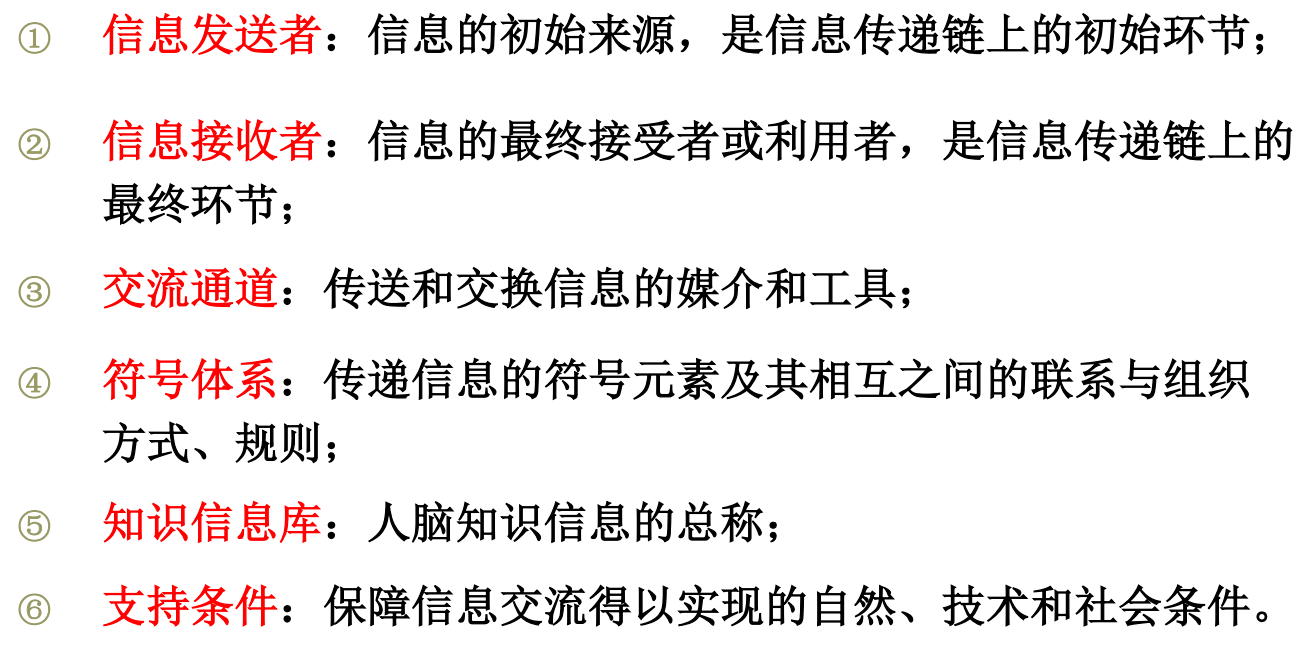 ① 信息发送者：信息的初始来源，是信息传递链上的初始环节；
② 信息接收者：信息的最终接受者或利用者，是信息传递链上的
最终环节；
③ 交流通道：传送和交换信息的媒介和工具；
④ 符号体系：传递信息的符号元素及其相互之间的联系与组织
方式、规则；
⑤ 知识信息库：人脑知识信息的总称；
⑥ 支持条件：保障信息交流得以实现的自然、技术和社会条件。